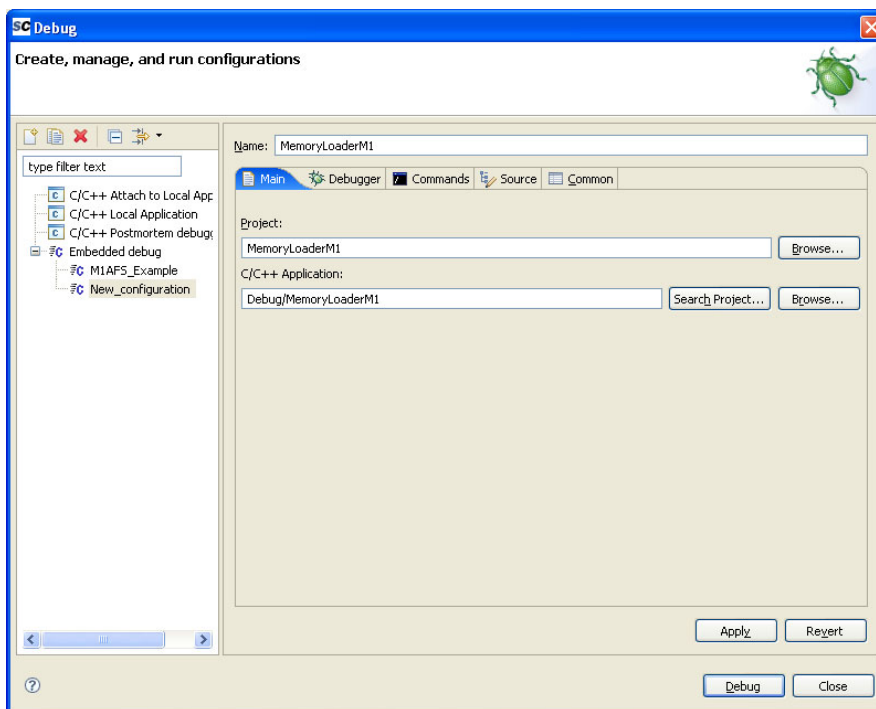 SC Debug
Create, manage, and run configurations
type filter text
C/C++ Attach to Local App
C/C++ Local Application
C/C++ Postmortem debugg
Embedded debug
M1AFS_Example
New_configuration
Name: MemoryLoaderM1
Main Debugger Commands Source Common
Project:
MemoryLoaderM1 Browse...
C/C++ Application:
Debug/MemoryLoaderM1 Search Project... Browse...
Apply Revert
Debug Close